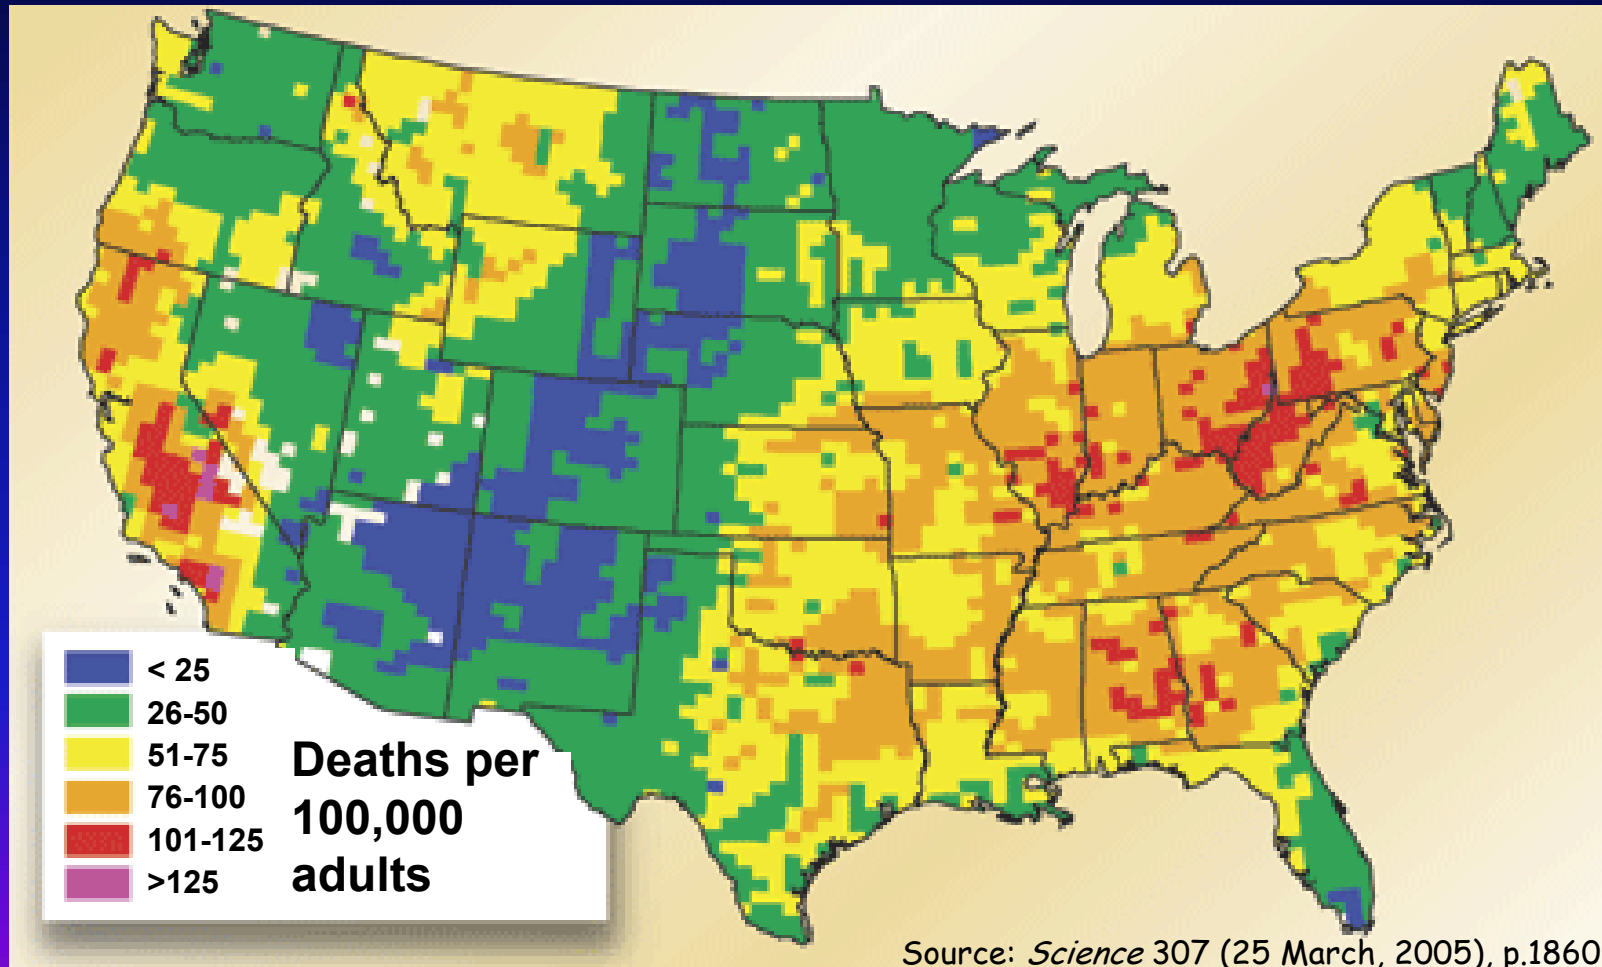 < 25
26-50
51-75
76-100
101-125
>125
Deaths per
100,000
adults
Source: Science 307 (25 March, 2005), p.1860